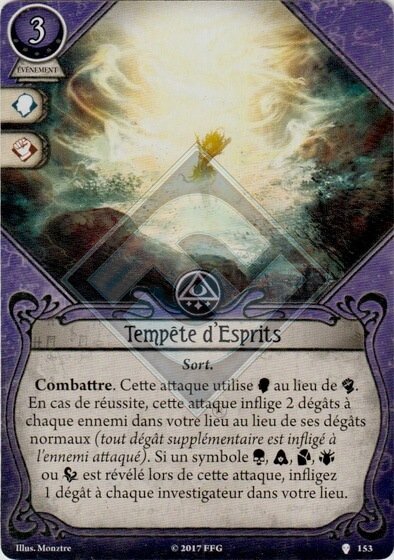 3
ÉVÉNEMENT
Tempête d'Esprits
Sort.
Combattre. Cette attaque utilise au lieu de .
En cas de réussite, cette attaque inflige 2 dégâts à
chaque ennemi dans votre lieu au lieu de ses dégâts
normaux (tout dégât supplémentaire est infligé à
l'ennemi attaqué). Si un symbole , , ,
ou est révélé lors de cette attaque, infligez
1 dégât à chaque investigateur dans votre lieu.
Illus. Monztre © 2017 FFG 153